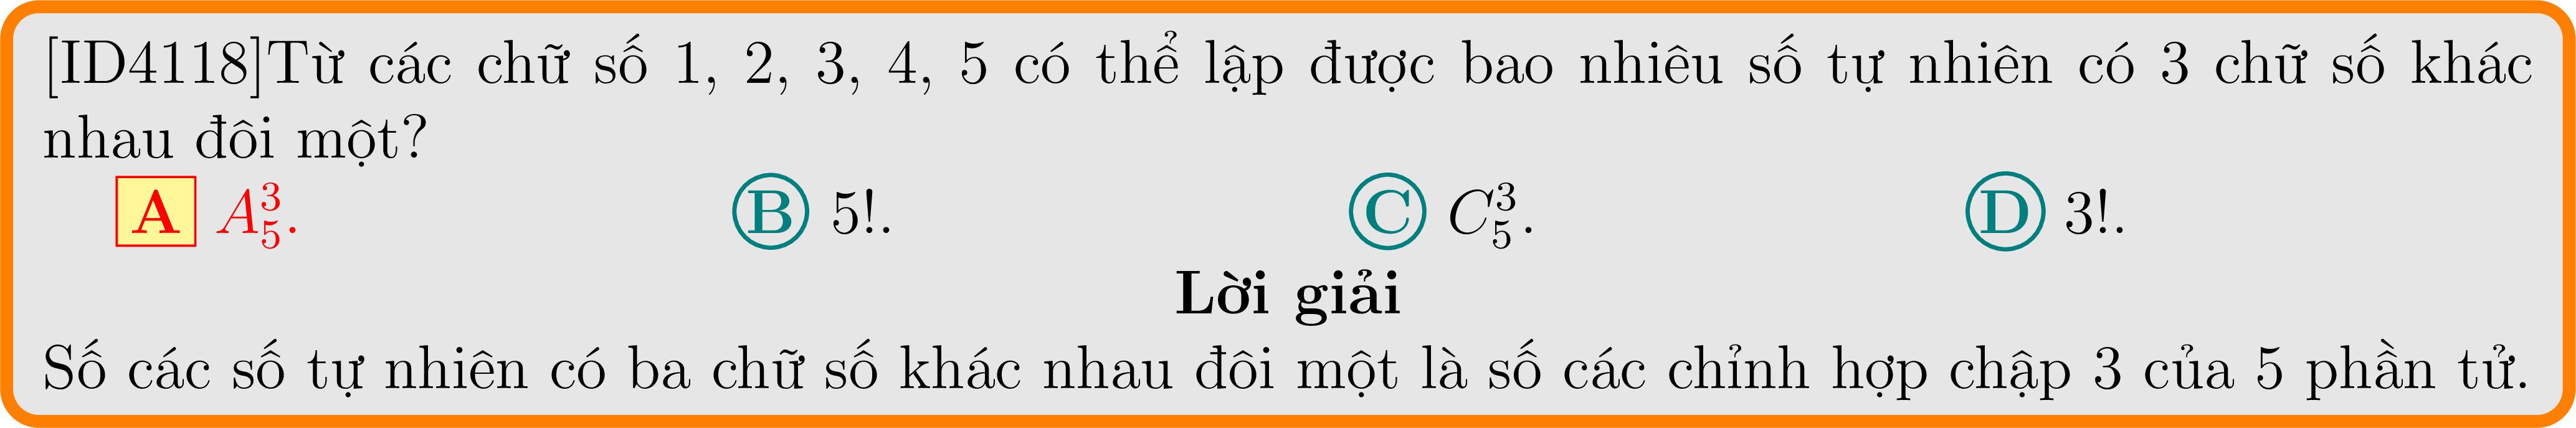 [ID4118]Từ các chữ số 1, 2, 3, 4, 5 có thể lập được bao nhiêu số tự nhiên có 3 chữ số khác
nhau đôi một?
A $A_5^3$. B 5!. C $C_5^3$. D 3!.
Lời giải
Số các số tự nhiên có ba chữ số khác nhau đôi một là số các chỉnh hợp chập 3 của 5 phần tử.